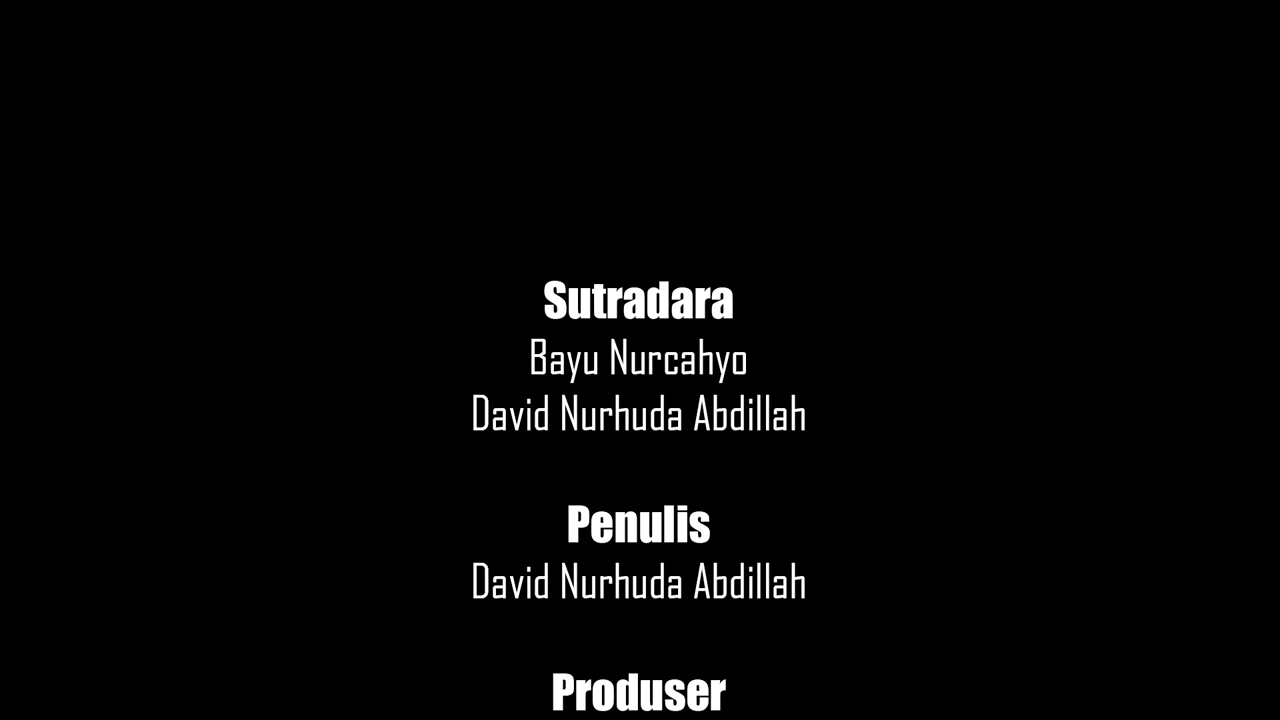 Sutradara
Bayu Nurcahyo
David Nurhuda Abdillah
Penulis
David Nurhuda Abdillah
Produser